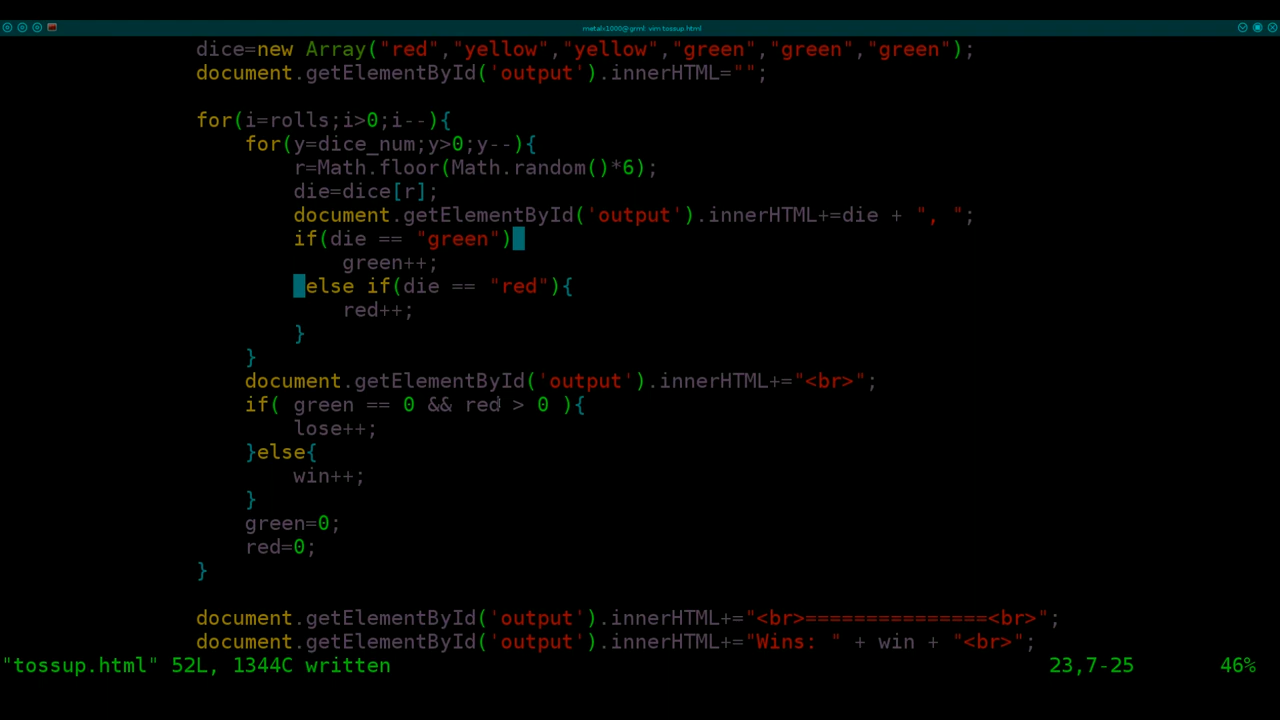 metal<1000@grml: vim tossup.html
dice=new Array("red","yellow","yellow","green","green","green");
document.getElementById('output').innerHTML="";
for(i=rolls;i>0;i--){
for(y=dice_num;y>0;y--){
r=Math.floor(Math.random()*6);
die=dice[r];
document.getElementById('output').innerHTML+=die + ", ";
if(die == "green")
green++;
else if(die == "red"){
red++;
}
}
document.getElementById('output').innerHTML+="<br>";
if( green == 0 && red > 0 ){
lose++;
}else{
win++;
}
green=0;
red=0;
}
document.getElementById('output').innerHTML+="<br>===============<br>";
document.getElementById('output').innerHTML+="Wins: " + win + "<br>";
"tossup.html" 52L, 1344C written 23,7-25 46%